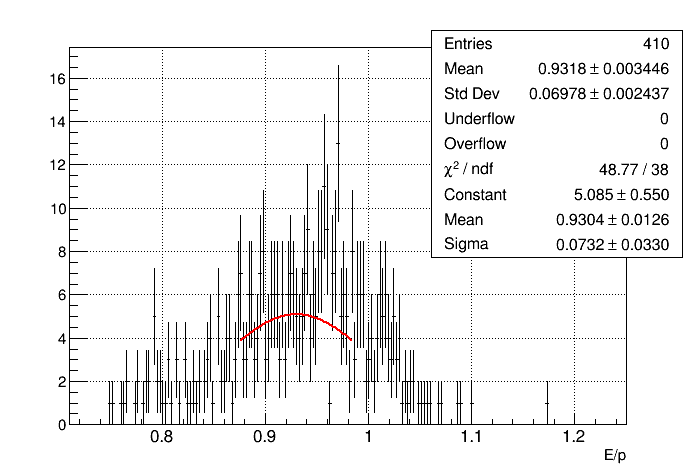 Entries 410
Mean 0.9318 ± 0.003446
Std Dev 0.06978 ± 0.002437
Underflow 0
Overflow 0
χ² / ndf 48.77 / 38
Constant 5.085 ± 0.550
Mean 0.9304 ± 0.0126
Sigma 0.0732 ± 0.0330
16
14
12
10
8
6
4
2
0
0.8 0.9 1 1.1 1.2
E/p